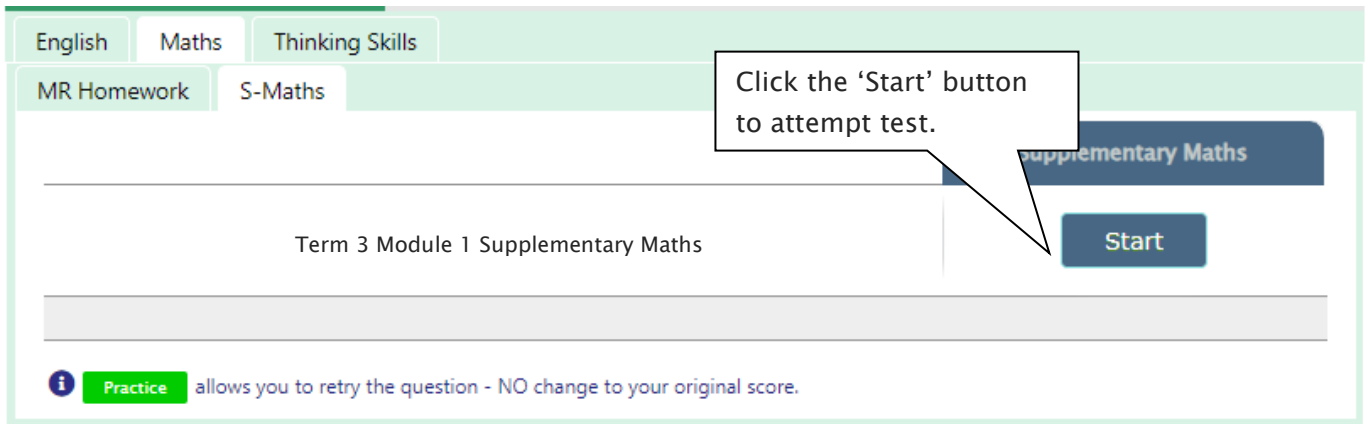 English Maths Thinking Skills
MR Homework S-Maths
Click the ‘Start’ button
to attempt test.
Supplementary Maths
Term 3 Module 1 Supplementary Maths
Start
Practice allows you to retry the question - NO change to your original score.